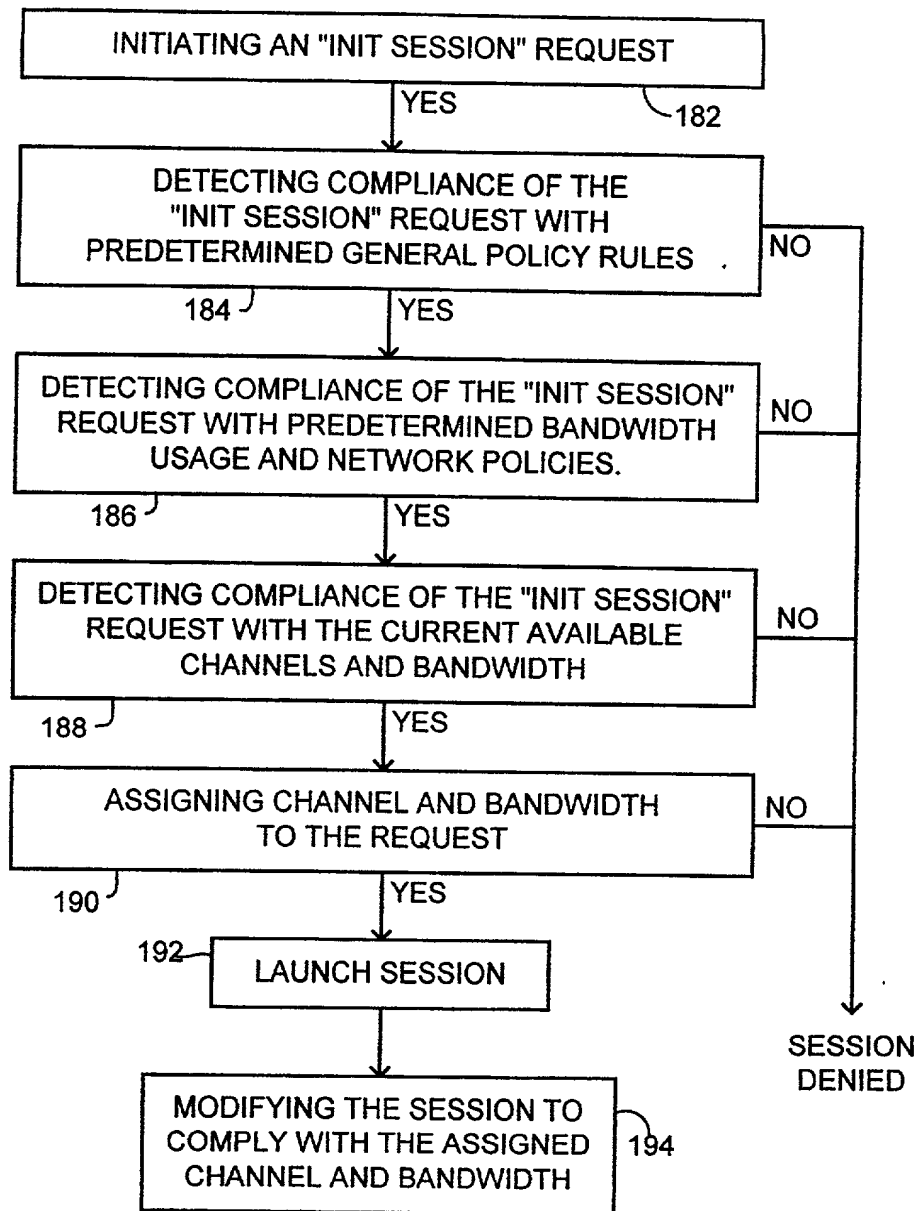 INITIATING AN "INIT SESSION" REQUEST
182
YES
DETECTING COMPLIANCE OF THE
"INIT SESSION" REQUEST WITH
PREDETERMINED GENERAL POLICY RULES
NO
184
YES
DETECTING COMPLIANCE OF THE "INIT SESSION"
REQUEST WITH PREDETERMINED BANDWIDTH
USAGE AND NETWORK POLICIES.
NO
186
YES
DETECTING COMPLIANCE OF THE "INIT SESSION"
REQUEST WITH THE CURRENT AVAILABLE
CHANNELS AND BANDWIDTH
NO
188
YES
ASSIGNING CHANNEL AND BANDWIDTH
TO THE REQUEST
NO
190
YES
192
LAUNCH SESSION
SESSION
DENIED
MODIFYING THE SESSION TO
COMPLY WITH THE ASSIGNED
CHANNEL AND BANDWIDTH
194